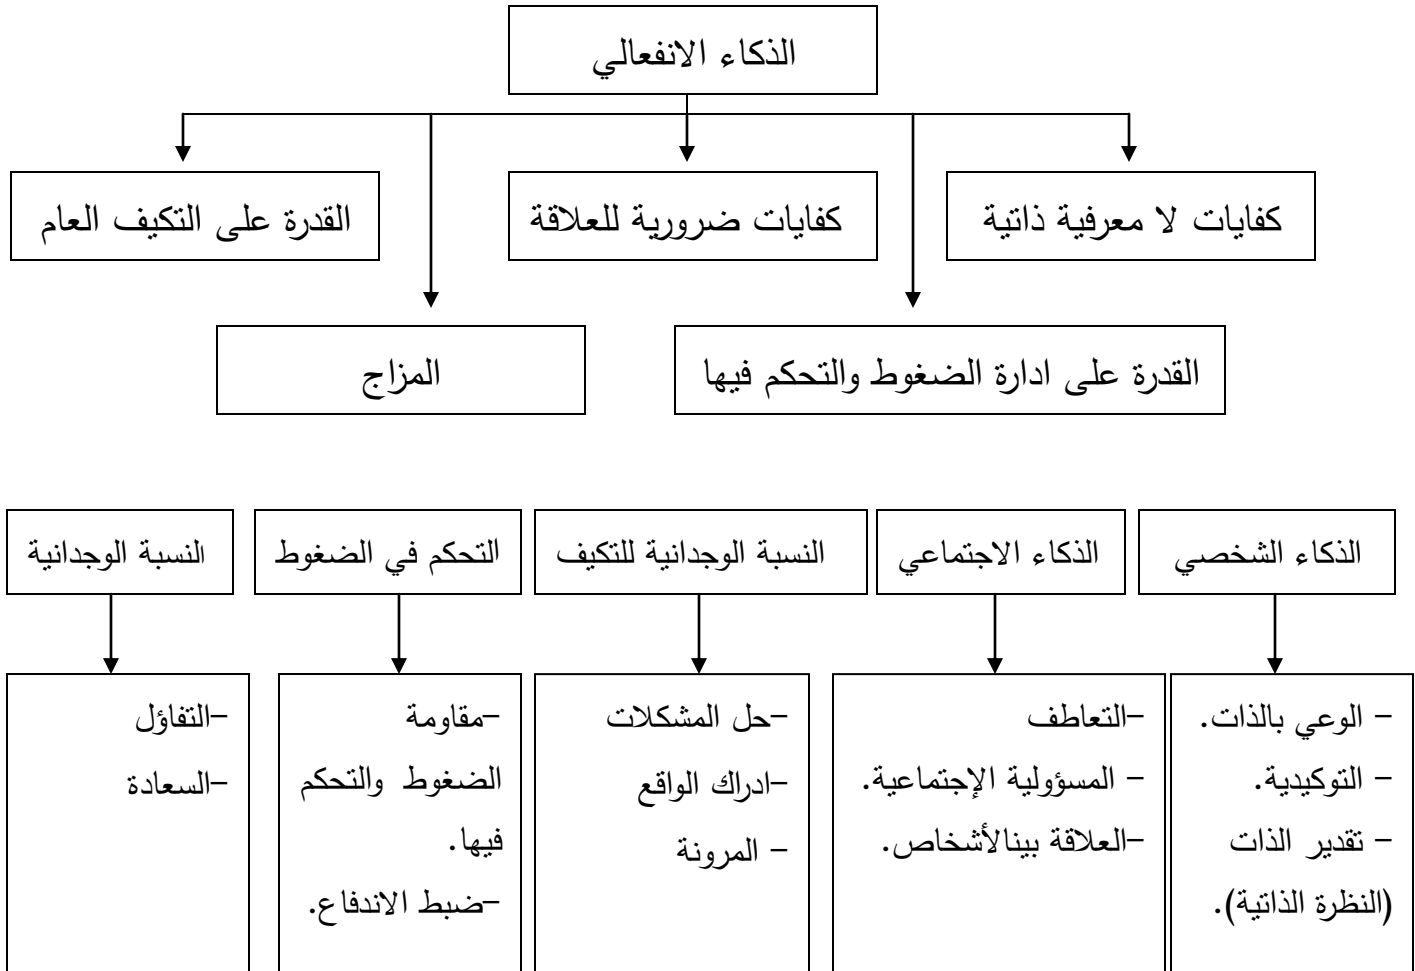 الذكاء الانفعالي
كفايات لا معرفية ذاتية
كفايات ضرورية للعلاقة
القدرة على التكيف العام
القدرة على ادارة الضغوط والتحكم فيها
المزاج
الذكاء الشخصي
الذكاء الاجتماعي
النسبة الوجدانية للتكيف
التحكم في الضغوط
النسبة الوجدانية
- الوعي بالذات.
- التوكيدية.
- تقدير الذات
(النظرة الذاتية).
-التعاطف
- المسؤولية الإجتماعية.
-العلاقة بينالأشخاص.
-حل المشكلات
-ادراك الواقع
- المرونة
-مقاومة
الضغوط والتحكم
فيها.
-ضبط الاندفاع.
-التفاؤل
-السعادة